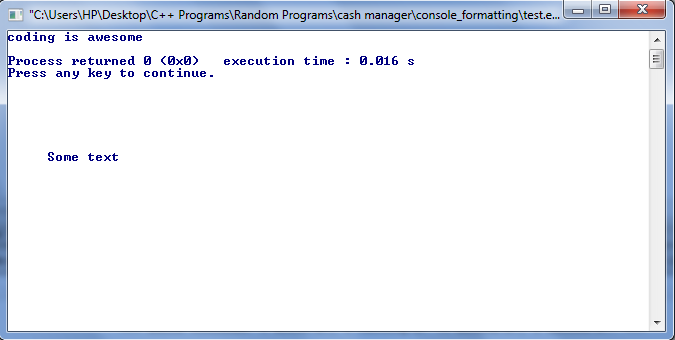 "C:\Users\HP\Desktop\C++ Programs\Random Programs\cash manager\console_formatting\test.e...
coding is awesome
Process returned 0 (0x0)   execution time : 0.016 s
Press any key to continue.
Some text